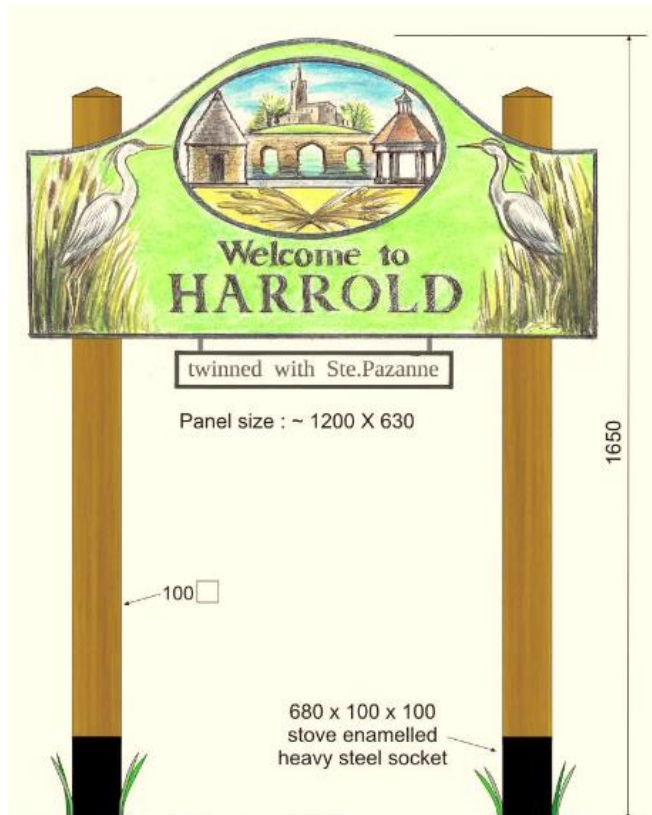 Welcome to
HARROLD
twinned with Ste.Pazanne
Panel size : ~ 1200 X 630
1650
100
680 x 100 x 100
stove enamelled
heavy steel socket